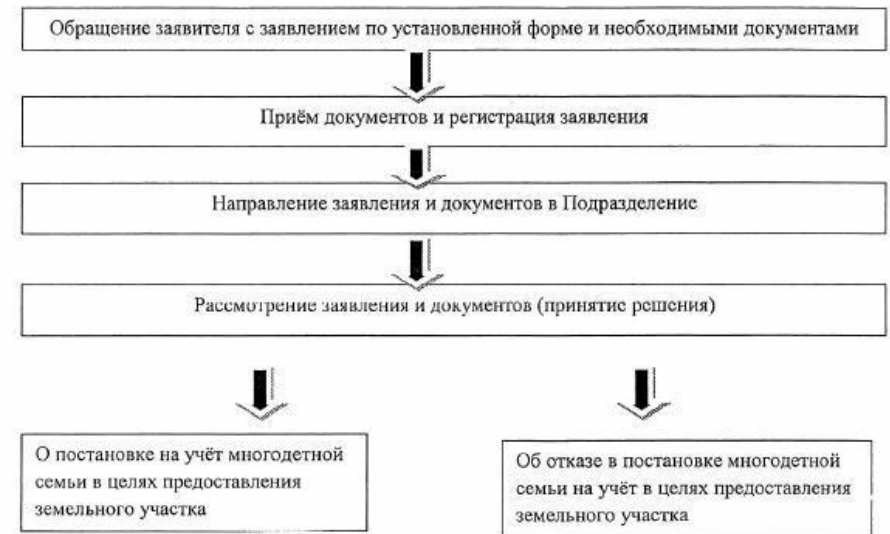 Обращение заявителя с заявлением по установленной форме и необходимыми документами
Приём документов и регистрация заявления
Направление заявления и документов в Подразделение
Рассмотрение заявления и документов (принятие решения)
О постановке на учёт многодетной
семьи в целях предоставления
земельного участка
Об отказе в постановке многодетной
семьи на учёт в целях предоставления
земельного участка